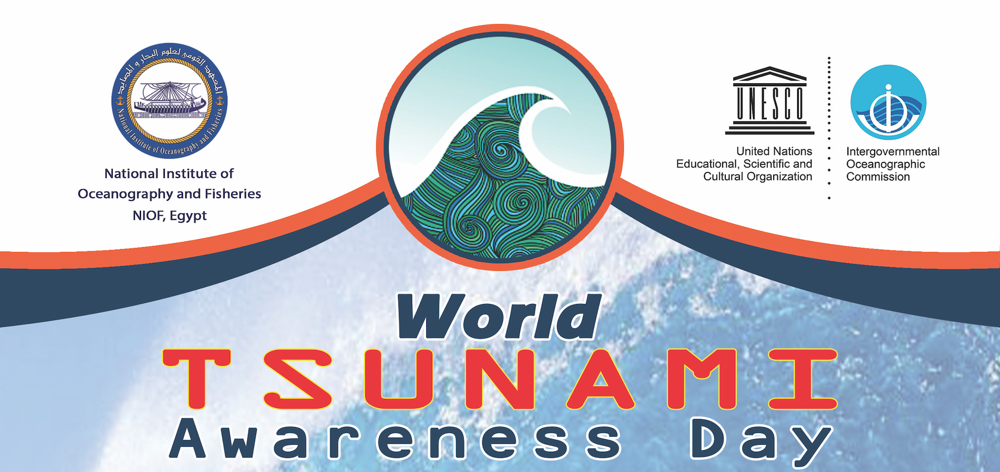 المعهد القومى لعلوم البحار و المصايد
National Institute of Oceanography and Fisheries
National Institute of
Oceanography and Fisheries
NIOF, Egypt
UNESCO
United Nations
Educational, Scientific and
Cultural Organization
Intergovernmental
Oceanographic
Commission
World
TSUNAMI
Awareness Day